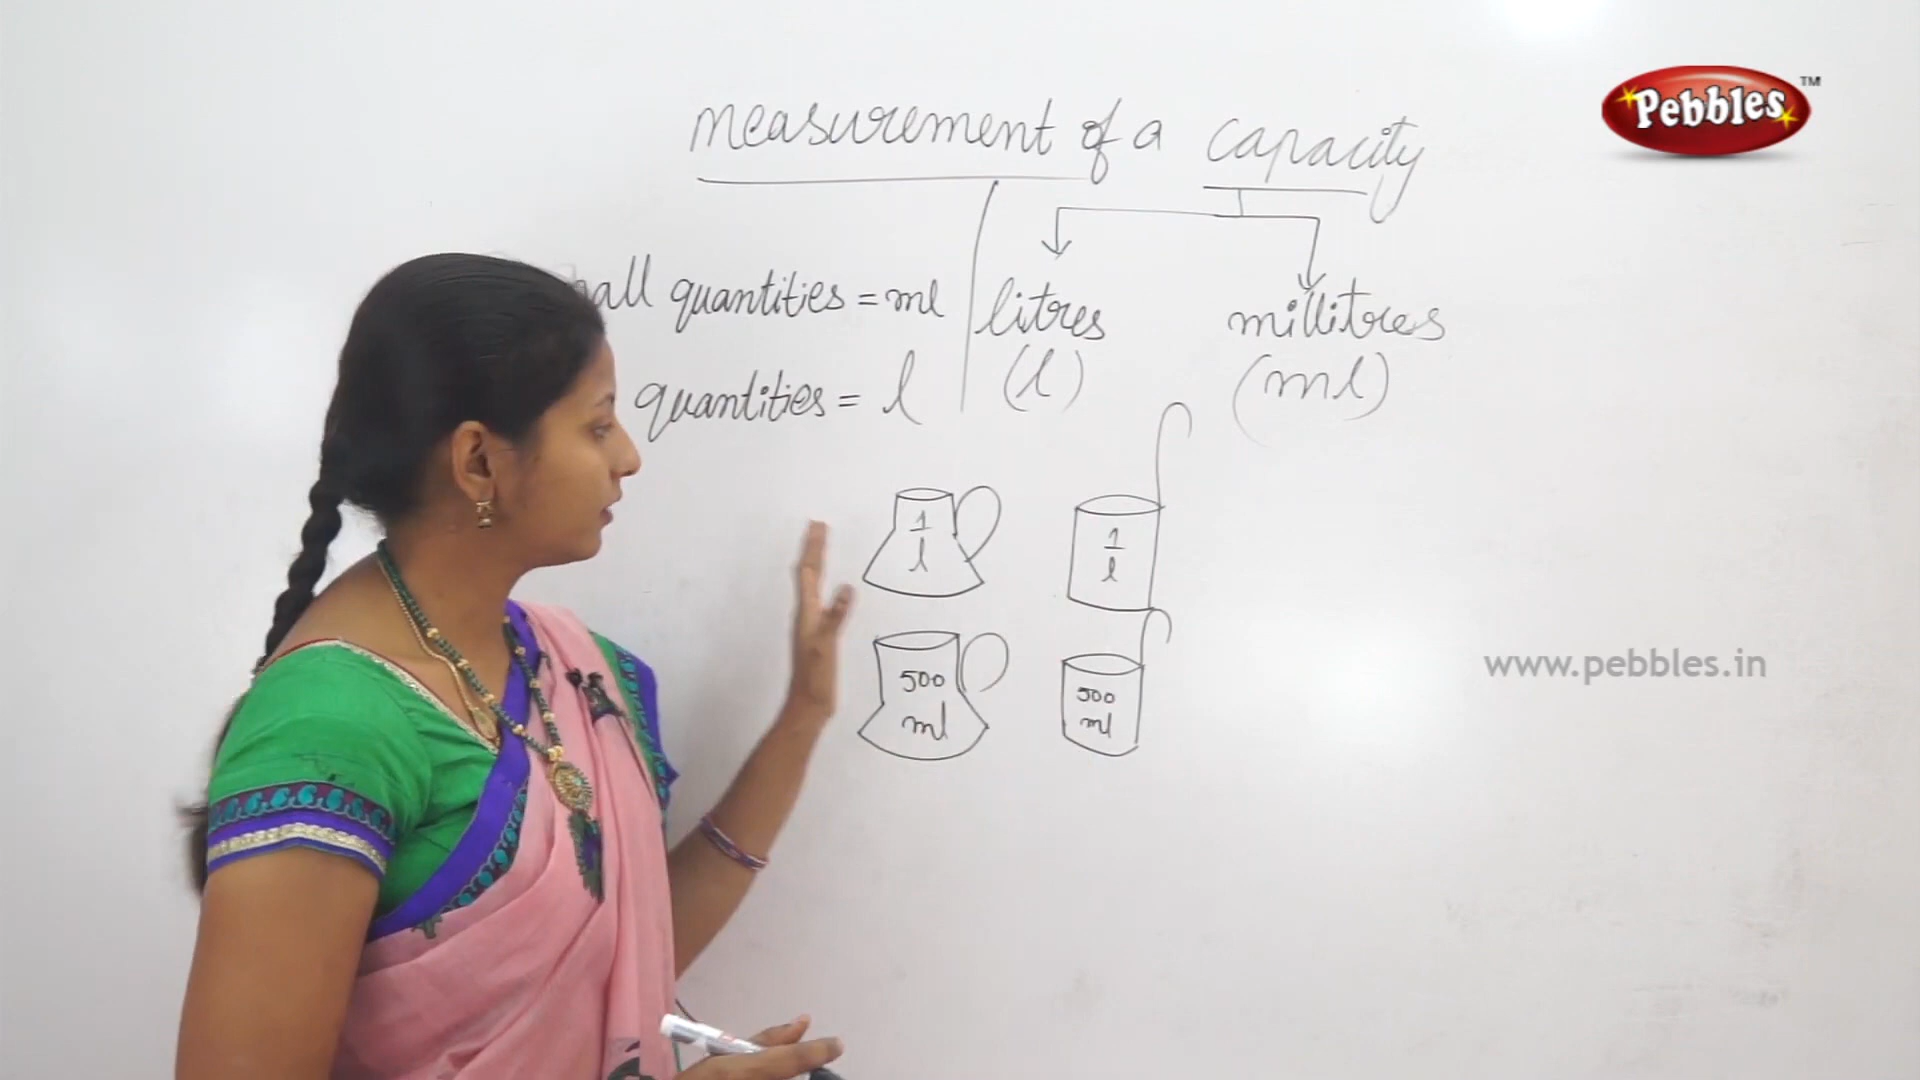 Pebbles TM
measurement of a capacity
quantities = ml
litres
millitres
quantities = l
(l)
(ml)
1
l
1
l
500
ml
500
ml
www.pebbles.in